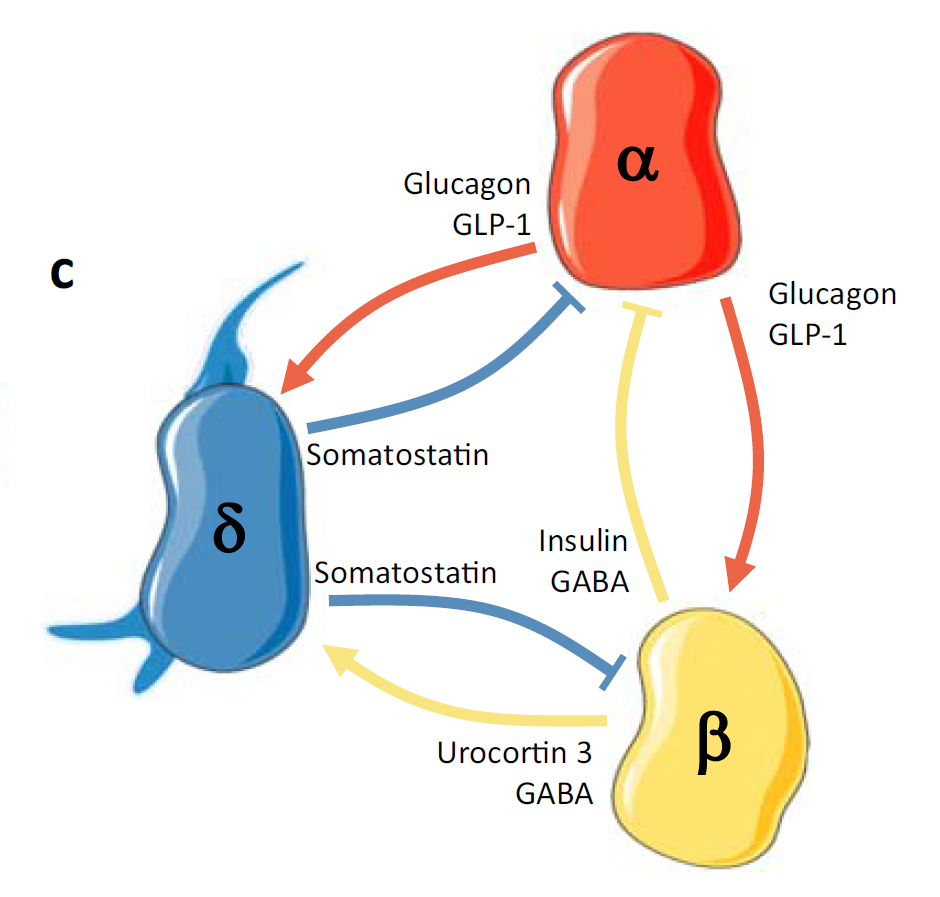 α
Glucagon
GLP-1
c
Glucagon
GLP-1
Somatostatin
δ
Insulin
GABA
Somatostatin
β
Urocortin 3
GABA